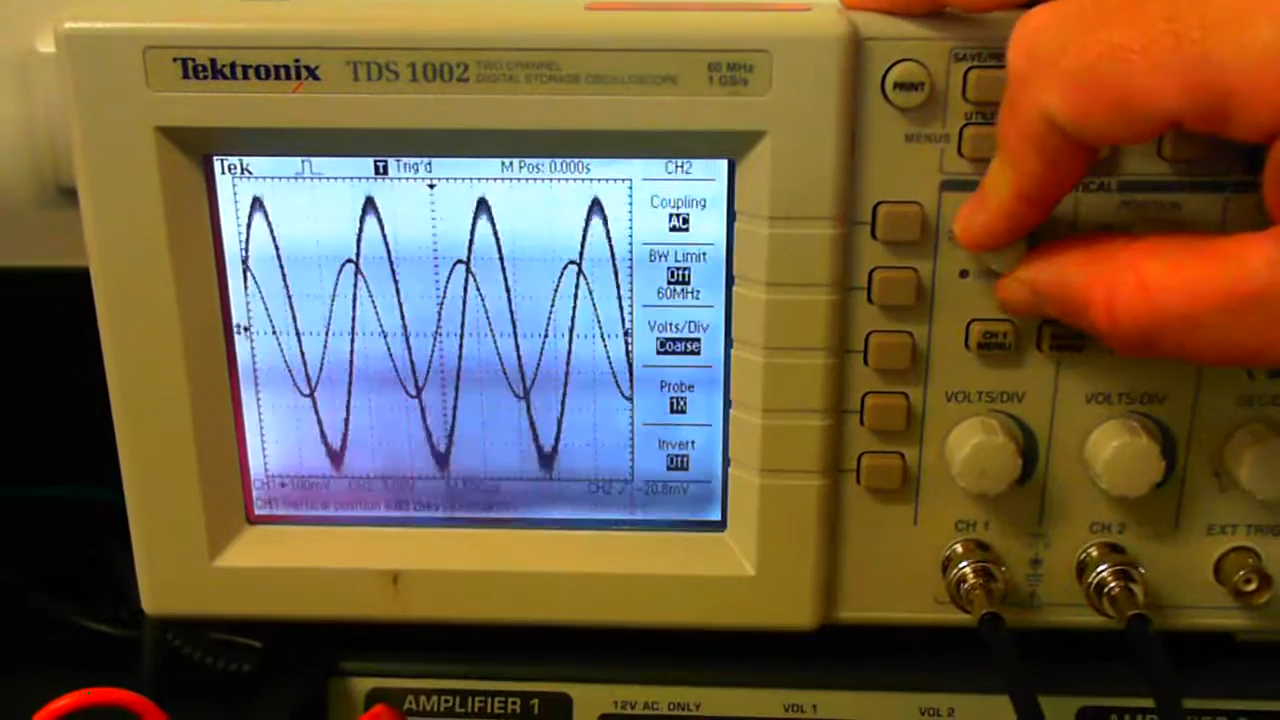 Tektronix TDS 1002 TWO CHANNEL DIGITAL STORAGE OSCILLOSCOPE 60 MHz 1 GS/s
PRINT
SAVE/RE
UTIL
MENUS
Tek T Trig'd M Pos: 0.000s CH2
Coupling
AC
BW Limit
Off
60MHz
Volts/Div
Coarse
Probe
1X
Invert
Off
CH2 -20.8mV
POSITION
CH 1 MENU
VOLTS/DIV VOLTS/DIV
CH 1 CH 2 EXT TRIG
AMPLIFIER 1 12V AC. ONLY VOL 1 VOL 2